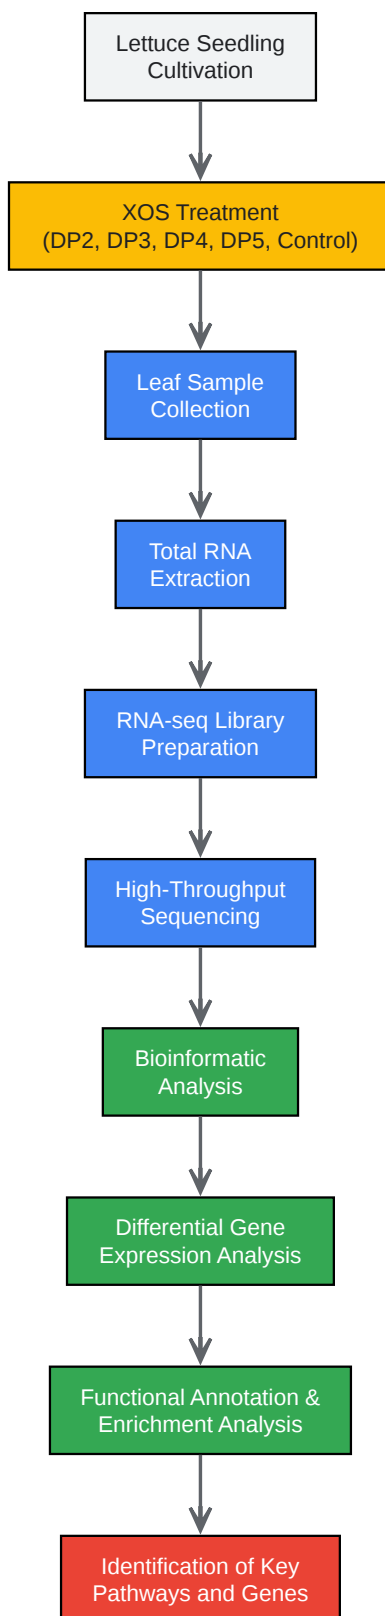 Lettuce Seedling
Cultivation
XOS Treatment
(DP2, DP3, DP4, DP5, Control)
Leaf Sample
Collection
Total RNA
Extraction
RNA-seq Library
Preparation
High-Throughput
Sequencing
Bioinformatic
Analysis
Differential Gene
Expression Analysis
Functional Annotation &
Enrichment Analysis
Identification of Key
Pathways and Genes